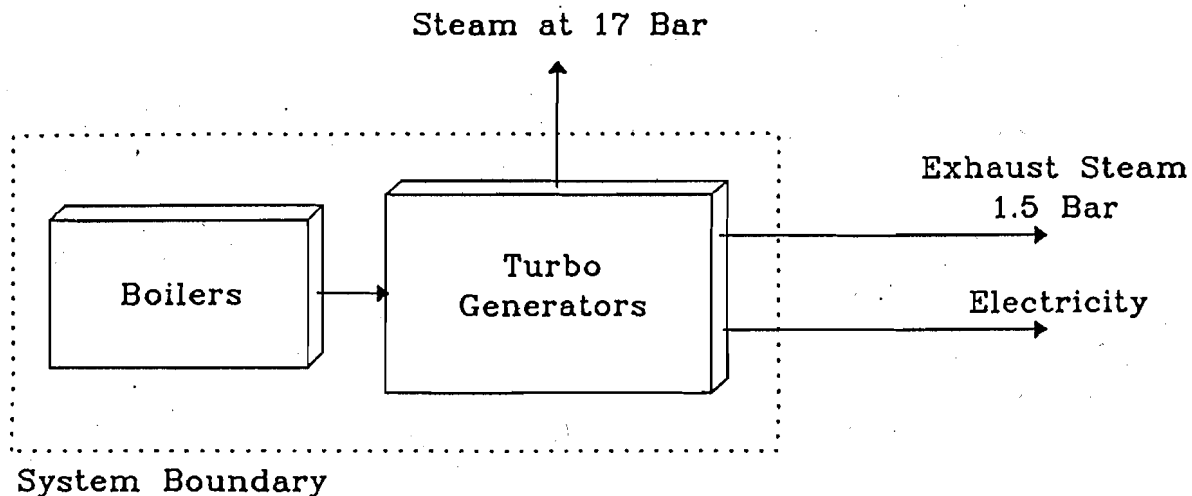 Steam at 17 Bar
Exhaust Steam
1.5 Bar
Boilers
Turbo
Generators
Electricity
System Boundary